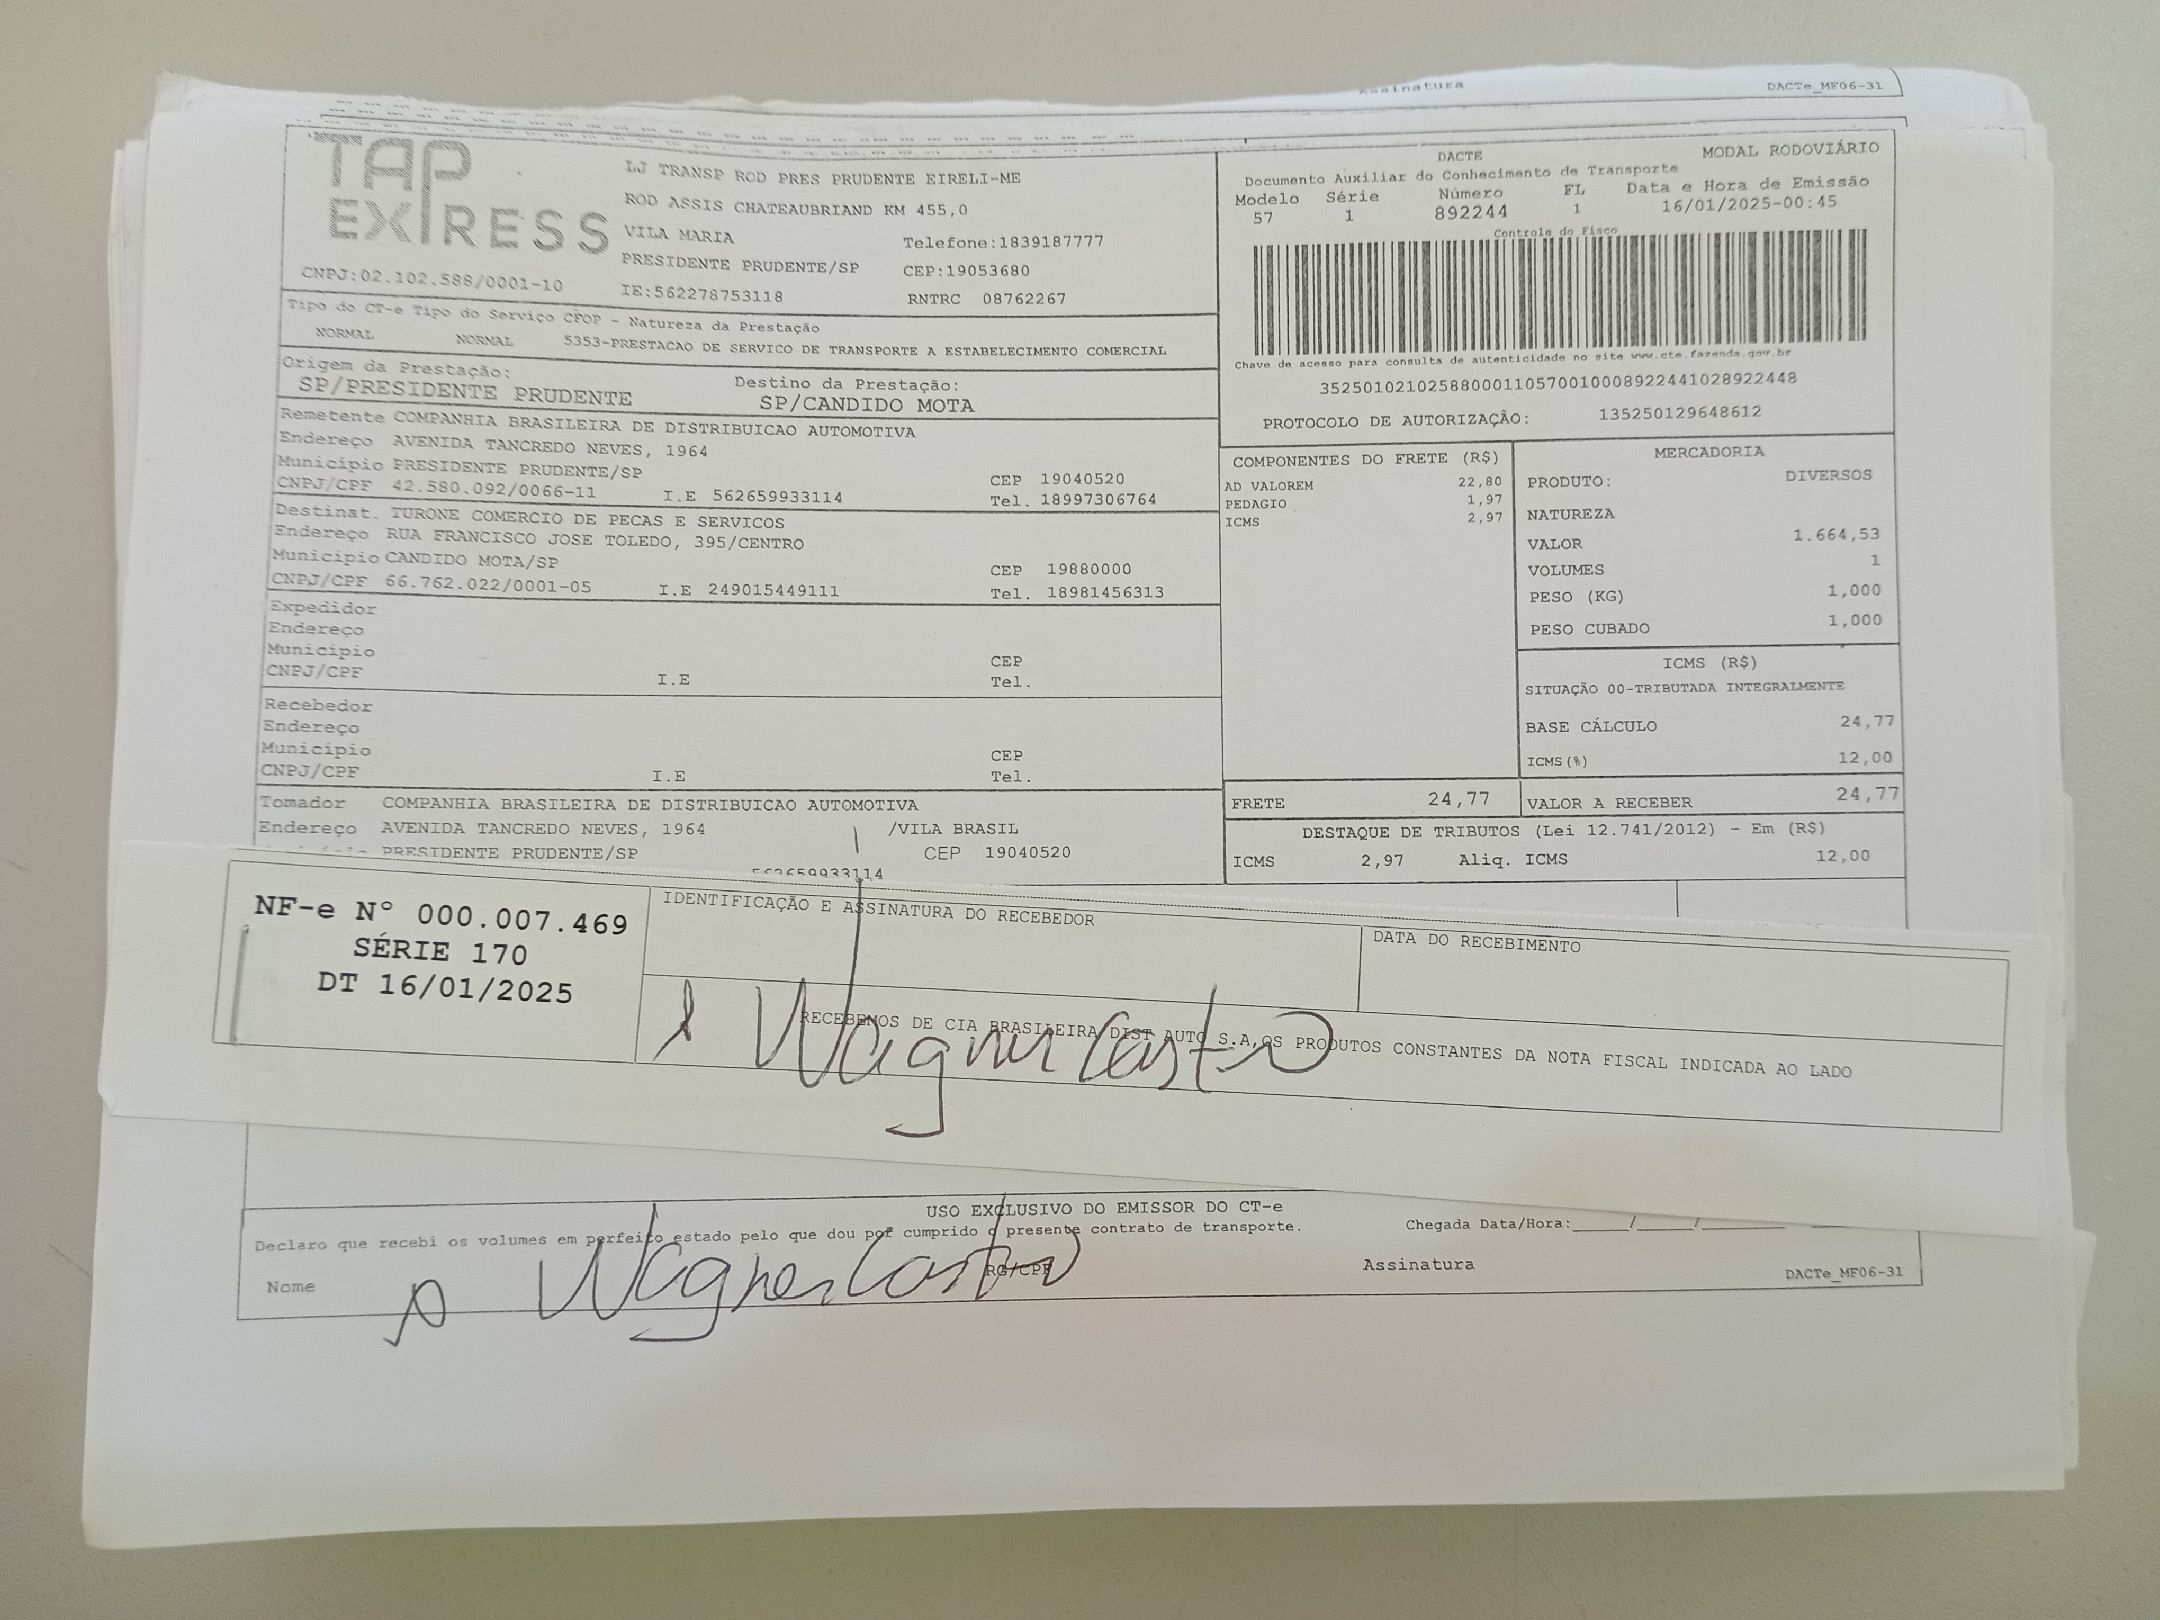 Assinatura
DACTe_MF06-31
TAP
EXPRESS
CNPJ:02.102.588/0001-10
LJ TRANSP ROD PRES PRUDENTE EIRELI-ME
ROD ASSIS CHATEAUBRIAND KM 455,0
VILA MARIA Telefone:1839187777
PRESIDENTE PRUDENTE/SP CEP:19053680
IE:562278753118 RNTRC 08762267
DACTE MODAL RODOVIÁRIO
Documento Auxiliar do Conhecimento de Transporte
Modelo Série Número FL Data e Hora de Emissão
57 1 892244 1 16/01/2025-00:45
Controle do Fisco
Chave de acesso para consulta de autenticidade no site www.cte.fazenda.gov.br
35250102102588000110570010008922441028922448
PROTOCOLO DE AUTORIZAÇÃO: 135250129648612
Tipo do CT-e Tipo do Serviço CFOP - Natureza da Prestação
NORMAL NORMAL 5353-PRESTACAO DE SERVICO DE TRANSPORTE A ESTABELECIMENTO COMERCIAL
Origem da Prestação: Destino da Prestação:
SP/PRESIDENTE PRUDENTE SP/CANDIDO MOTA
Remetente COMPANHIA BRASILEIRA DE DISTRIBUICAO AUTOMOTIVA
Endereço AVENIDA TANCREDO NEVES, 1964
Município PRESIDENTE PRUDENTE/SP CEP 19040520
CNPJ/CPF 42.580.092/0066-11 I.E 562659933114 Tel. 18997306764
Destinat. TURONE COMERCIO DE PECAS E SERVICOS
Endereço RUA FRANCISCO JOSE TOLEDO, 395/CENTRO
Município CANDIDO MOTA/SP CEP 19880000
CNPJ/CPF 66.762.022/0001-05 I.E 249015449111 Tel. 18981456313
Expedidor
Endereço
Município CEP
CNPJ/CPF I.E Tel.
Recebedor
Endereço
Município CEP
CNPJ/CPF I.E Tel.
Tomador COMPANHIA BRASILEIRA DE DISTRIBUICAO AUTOMOTIVA
Endereço AVENIDA TANCREDO NEVES, 1964 /VILA BRASIL
PRESIDENTE PRUDENTE/SP CEP 19040520
562659933114
COMPONENTES DO FRETE (R$)
AD VALOREM 22,80
PEDAGIO 1,97
ICMS 2,97
MERCADORIA
PRODUTO: DIVERSOS
NATUREZA
VALOR 1.664,53
VOLUMES 1
PESO (KG) 1,000
PESO CUBADO 1,000
ICMS (R$)
SITUAÇÃO 00-TRIBUTADA INTEGRALMENTE
BASE CÁLCULO 24,77
ICMS(%) 12,00
FRETE 24,77 VALOR A RECEBER 24,77
DESTAQUE DE TRIBUTOS (Lei 12.741/2012) - Em (R$)
ICMS 2,97 Aliq. ICMS 12,00
NF-e Nº 000.007.469
SÉRIE 170
DT 16/01/2025
IDENTIFICAÇÃO E ASSINATURA DO RECEBEDOR
DATA DO RECEBIMENTO
RECEBEMOS DE CIA BRASILEIRA DIST AUTO S.A,OS PRODUTOS CONSTANTES DA NOTA FISCAL INDICADA AO LADO
Wagner Castro
USO EXCLUSIVO DO EMISSOR DO CT-e
Declaro que recebi os volumes em perfeito estado pelo que dou por cumprido o presente contrato de transporte. Chegada Data/Hora:______/______/_________
Nome Wagner Castro RG/CPF Assinatura
DACTe_MF06-31